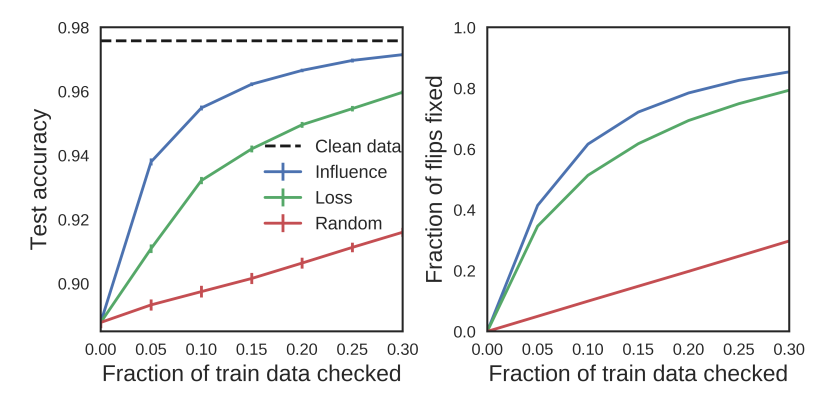 Test accuracy
0.98
0.96
0.94
0.92
0.90
Clean data
Influence
Loss
Random
0.00 0.05 0.10 0.15 0.20 0.25 0.30
Fraction of train data checked
Fraction of flips fixed
1.0
0.8
0.6
0.4
0.2
0.0
0.00 0.05 0.10 0.15 0.20 0.25 0.30
Fraction of train data checked